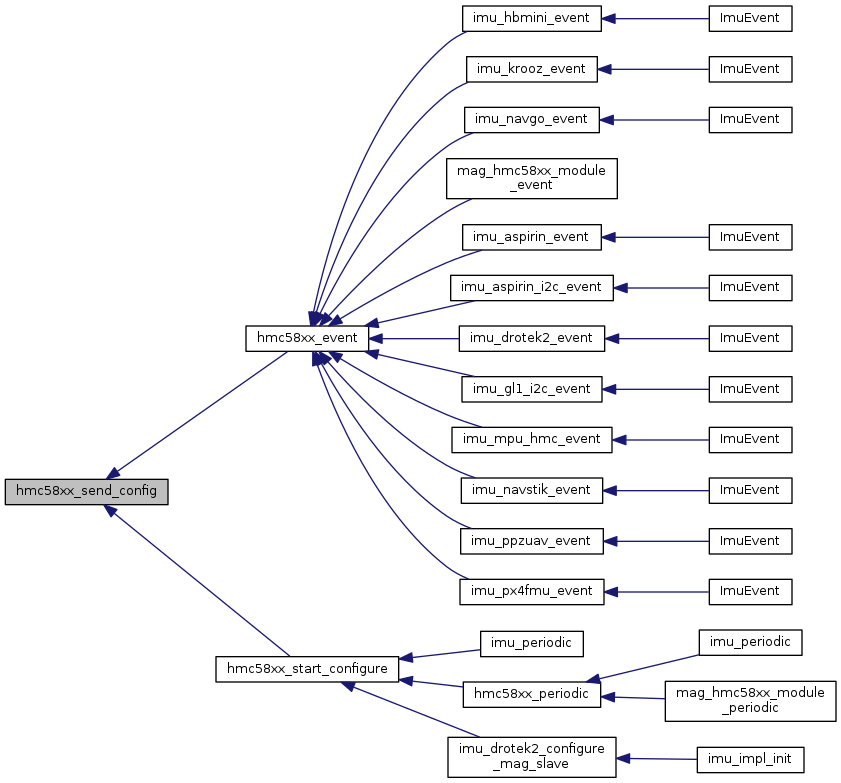 imu_hbmini_event
ImuEvent
imu_krooz_event
ImuEvent
imu_navgo_event
ImuEvent
mag_hmc58xx_module
_event
imu_aspirin_event
ImuEvent
imu_aspirin_i2c_event
ImuEvent
hmc58xx_event
imu_drotek2_event
ImuEvent
imu_gl1_i2c_event
ImuEvent
imu_mpu_hmc_event
ImuEvent
hmc58xx_send_config
imu_navstik_event
ImuEvent
imu_ppzuav_event
ImuEvent
imu_px4fmu_event
ImuEvent
hmc58xx_start_configure
imu_periodic
imu_periodic
hmc58xx_periodic
mag_hmc58xx_module
_periodic
imu_drotek2_configure
_mag_slave
imu_impl_init